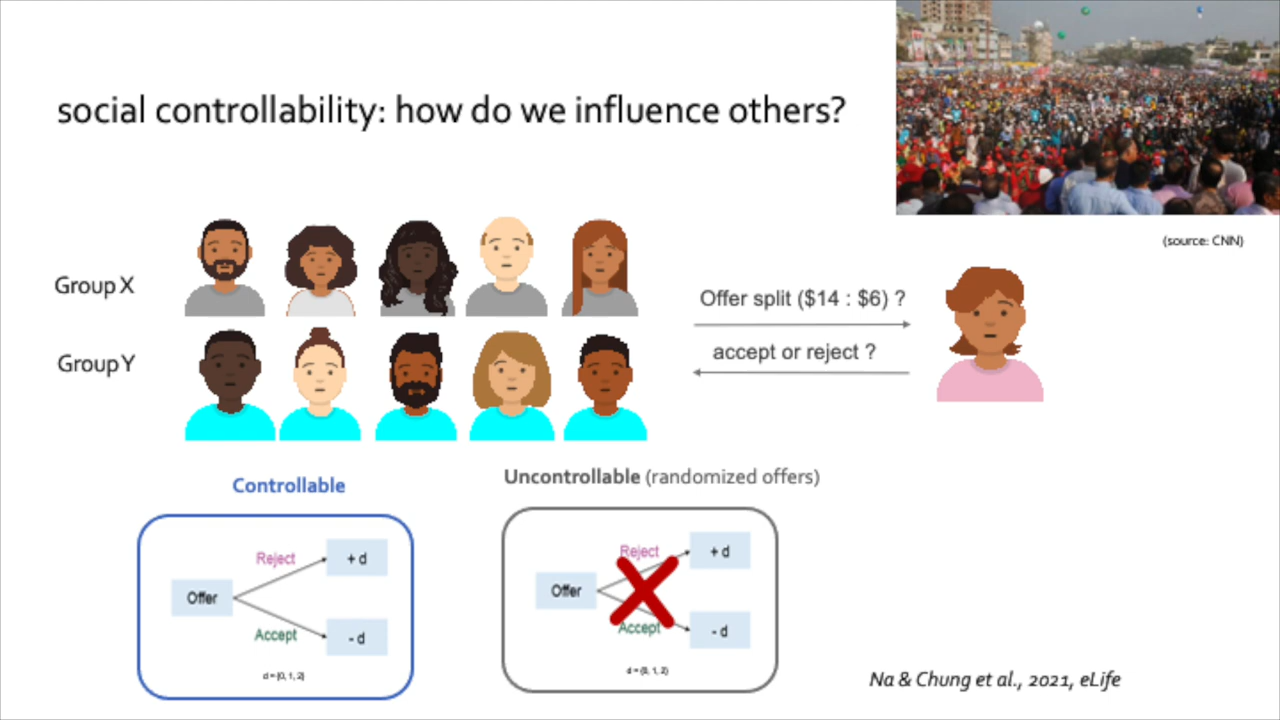 social controllability: how do we influence others?
(source: CNN)
Group X
Offer split ($14 : $6) ?
accept or reject ?
Group Y
Controllable
Reject
+ d
Offer
Accept
- d
d = {0, 1, 2}
Uncontrollable (randomized offers)
Reject
+ d
Offer
Accept
- d
d = {0, 1, 2}
Na & Chung et al., 2021, eLife